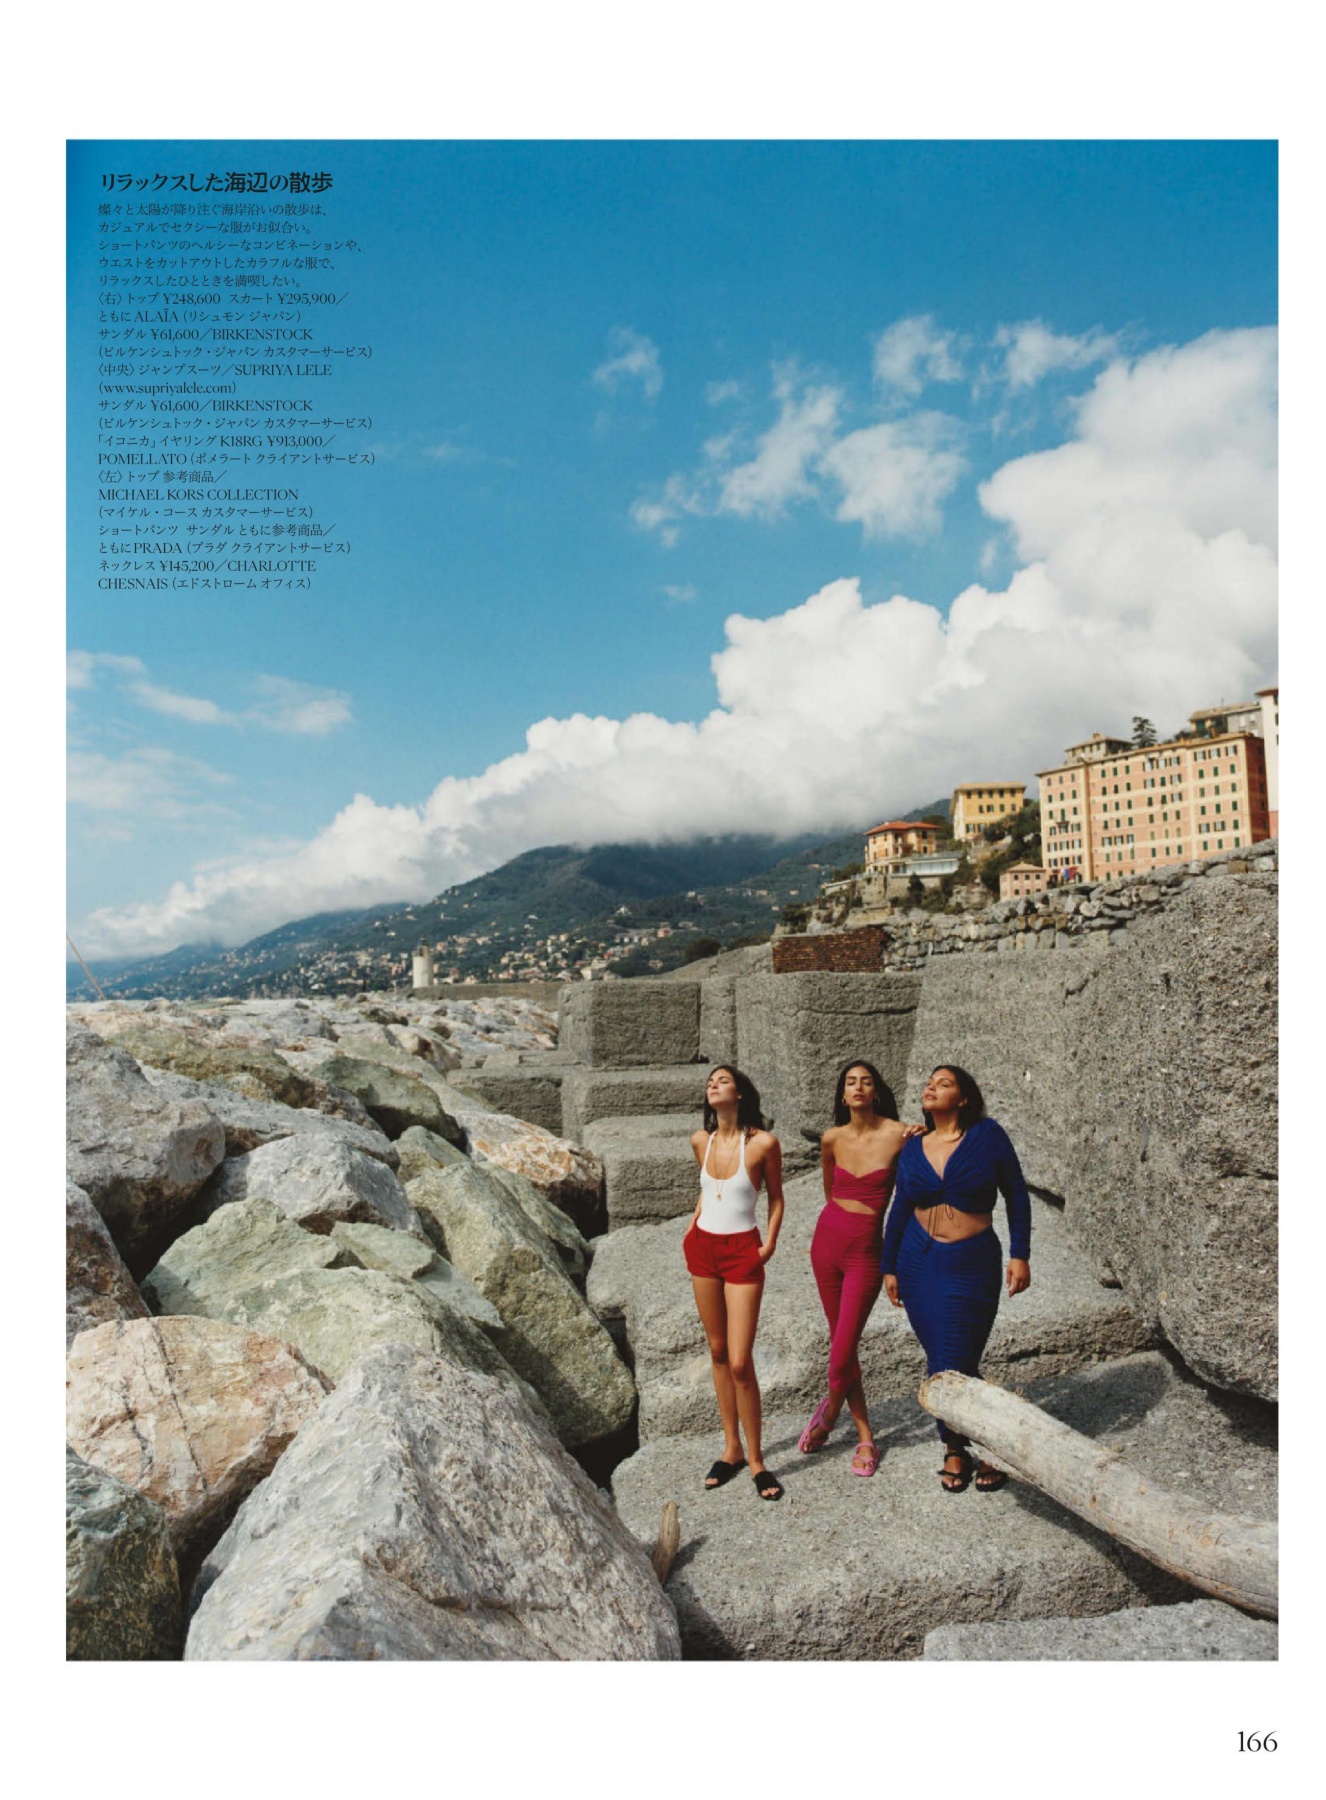 リラックスした海辺の散歩
燦々と太陽が降り注ぐ海岸沿いの散歩は、
カジュアルでセクシーな服がお似合い。
ショートパンツのヘルシーなコンビネーションや、
ウエストをカットアウトしたカラフルな服で、
リラックスしたひとときを満喫したい。
〈右〉トップ ¥248,600 スカート ¥295,900／
ともにALAÏA（リシュモン ジャパン）
サンダル ¥61,600／BIRKENSTOCK
（ビルケンシュトック・ジャパン カスタマーサービス）
〈中央〉ジャンプスーツ／SUPRIYA LELE
（www.supriyalele.com）
サンダル ¥61,600／BIRKENSTOCK
（ビルケンシュトック・ジャパン カスタマーサービス）
「イコニカ」イヤリング K18RG ¥913,000／
POMELLATO（ポメラート クライアントサービス）
〈左〉トップ 参考商品／
MICHAEL KORS COLLECTION
（マイケル・コース カスタマーサービス）
ショートパンツ サンダル ともに参考商品／
ともにPRADA（プラダ クライアントサービス）
ネックレス ¥145,200／CHARLOTTE
CHESNAIS（エドストローム オフィス）
166